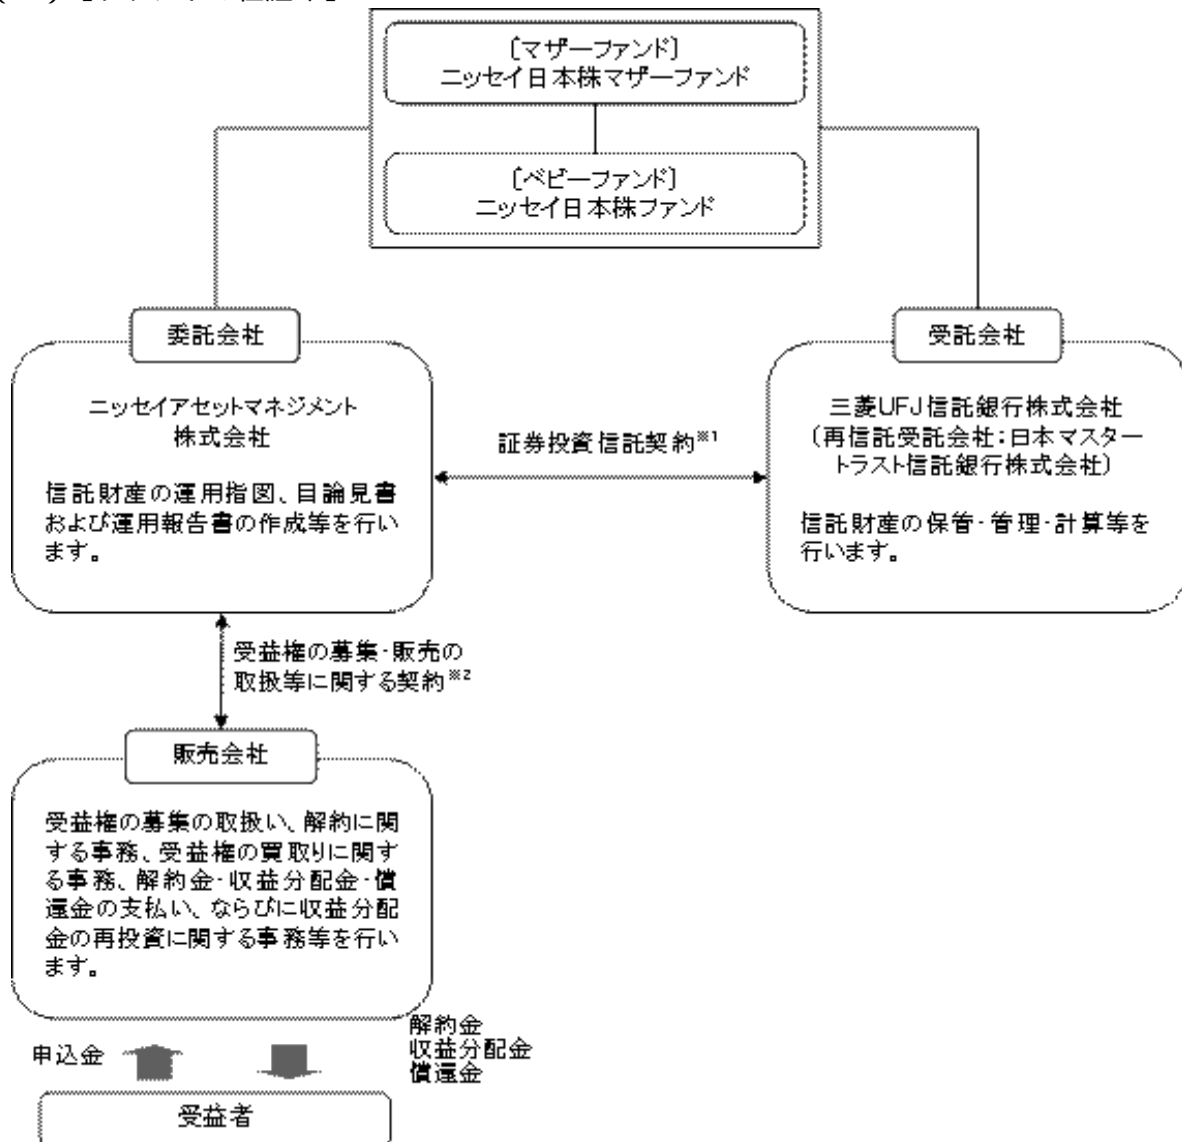 〔マザーファンド〕
ニッセイ日本株マザーファンド
〔ベビーファンド〕
ニッセイ日本株ファンド
委託会社
ニッセイアセットマネジメント
株式会社
信託財産の運用指図、目論見書
および運用報告書の作成等を行い
ます。
証券投資信託契約※1
受託会社
三菱UFJ信託銀行株式会社
（再信託受託会社：日本マスター
トラスト信託銀行株式会社）
信託財産の保管・管理・計算等を
行います。
受益権の募集・販売の
取扱等に関する契約※2
販売会社
受益権の募集の取扱い、解約に関
する事務、受益権の買取りに関す
る事務、解約金・収益分配金・償
還金の支払い、ならびに収益分配
金の再投資に関する事務等を行い
ます。
申込金
解約金
収益分配金
償還金
受益者